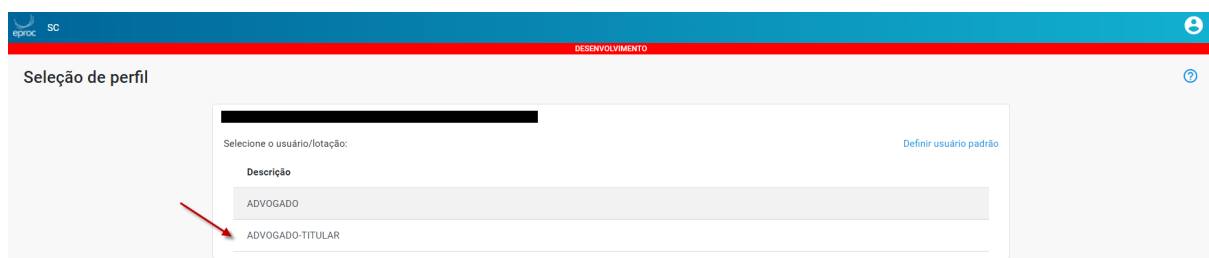 eproc SC
DESENVOLVIMENTO
Seleção de perfil
Selecione o usuário/lotação:
Definir usuário padrão
Descrição
ADVOGADO
ADVOGADO-TITULAR